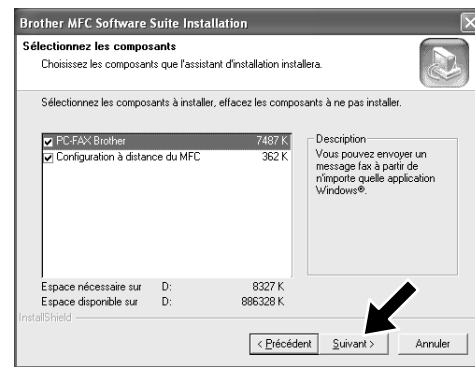 Brother MFC Software Suite Installation
Sélectionnez les composants
Choisissez les composants que l'assistant d'installation installera.
Sélectionnez les composants à installer, effacez les composants à ne pas installer.
PC-FAX Brother 7487 K
Configuration à distance du MFC 362 K
Description
Vous pouvez envoyer un
message fax à partir de
n'importe quelle application
Windows®.
Espace nécessaire sur D: 8327 K
Espace disponible sur D: 886328 K
InstallShield
< Précédent
Suivant >
Annuler